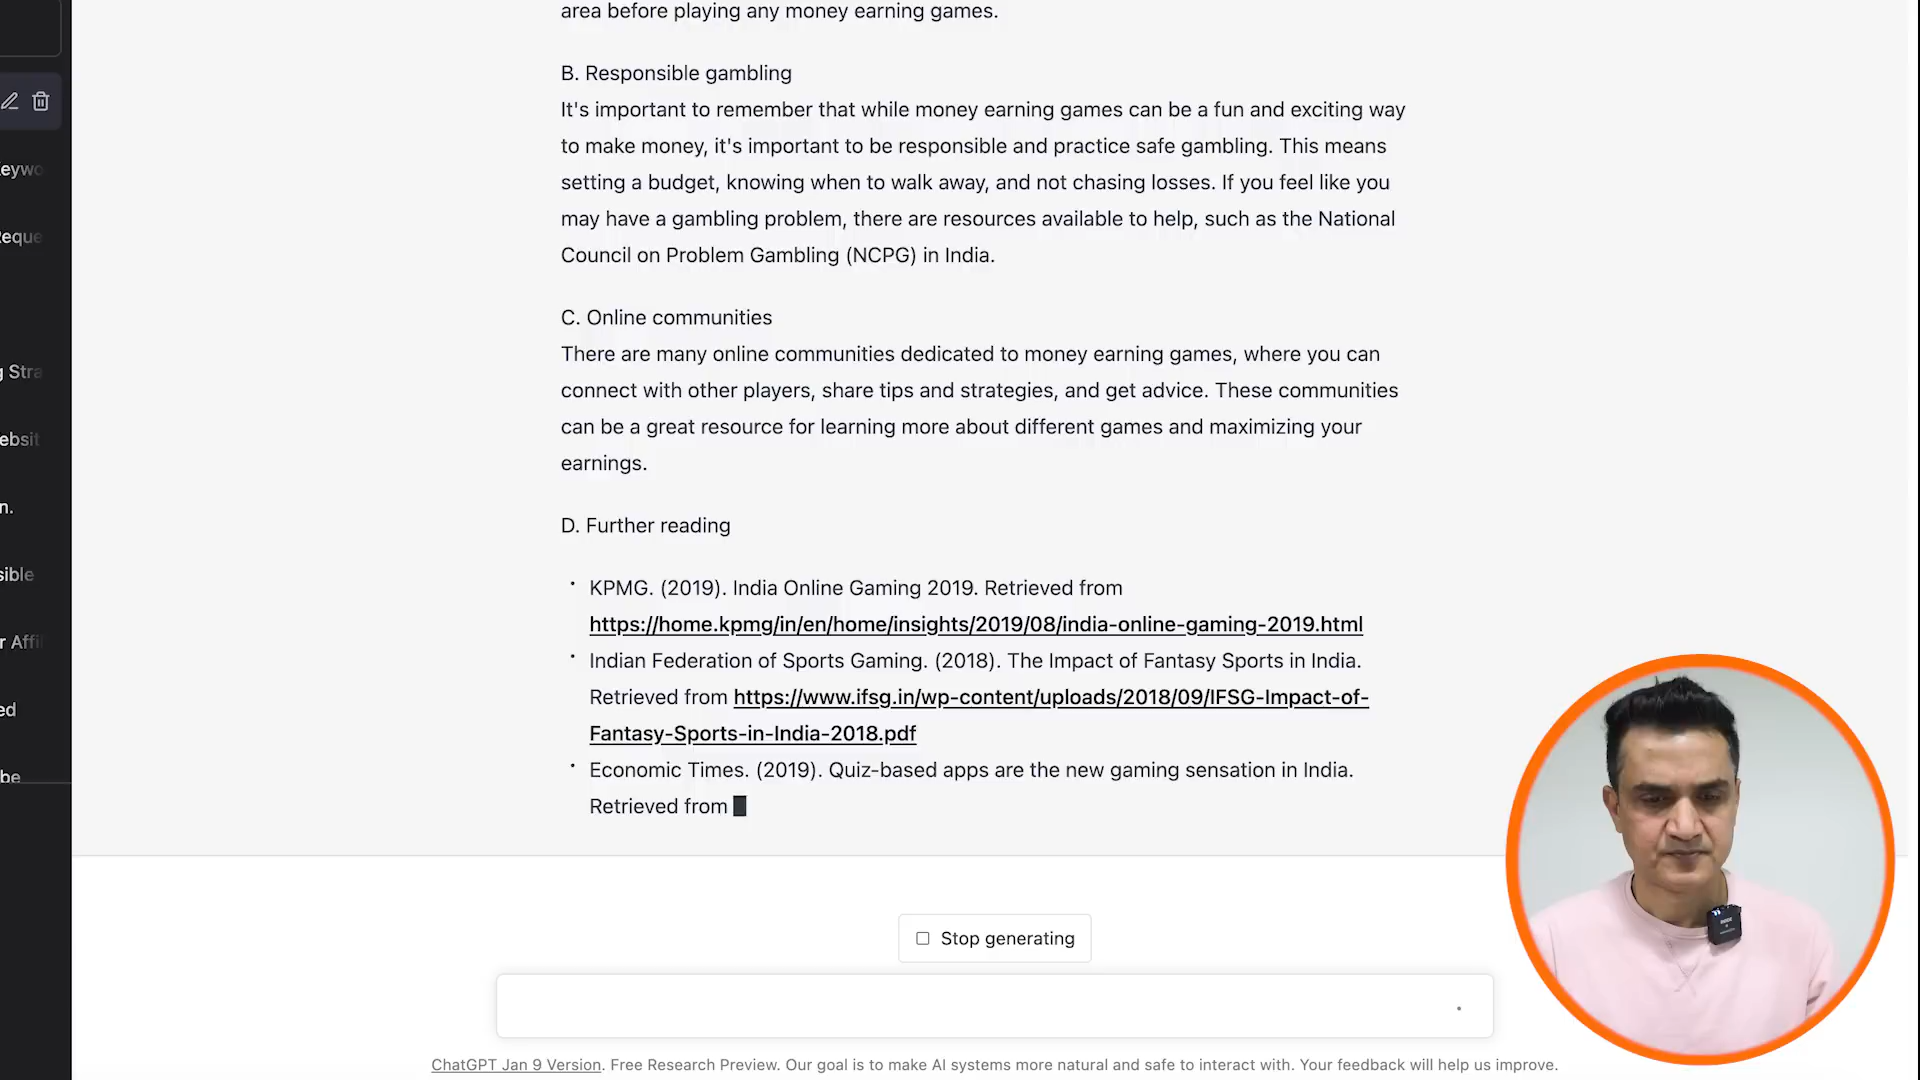 area before playing any money earning games.
B. Responsible gambling
It's important to remember that while money earning games can be a fun and exciting way
to make money, it's important to be responsible and practice safe gambling. This means
setting a budget, knowing when to walk away, and not chasing losses. If you feel like you
may have a gambling problem, there are resources available to help, such as the National
Council on Problem Gambling (NCPG) in India.
C. Online communities
There are many online communities dedicated to money earning games, where you can
connect with other players, share tips and strategies, and get advice. These communities
can be a great resource for learning more about different games and maximizing your
earnings.
D. Further reading
• KPMG. (2019). India Online Gaming 2019. Retrieved from
https://home.kpmg/in/en/home/insights/2019/08/india-online-gaming-2019.html
• Indian Federation of Sports Gaming. (2018). The Impact of Fantasy Sports in India.
Retrieved from https://www.ifsg.in/wp-content/uploads/2018/09/IFSG-Impact-of-
Fantasy-Sports-in-India-2018.pdf
• Economic Times. (2019). Quiz-based apps are the new gaming sensation in India.
Retrieved from
eywo
Reque
g Stra
ebsit
n.
sible
r Affil
ed
be
Stop generating
ChatGPT Jan 9 Version. Free Research Preview. Our goal is to make AI systems more natural and safe to interact with. Your feedback will help us improve.